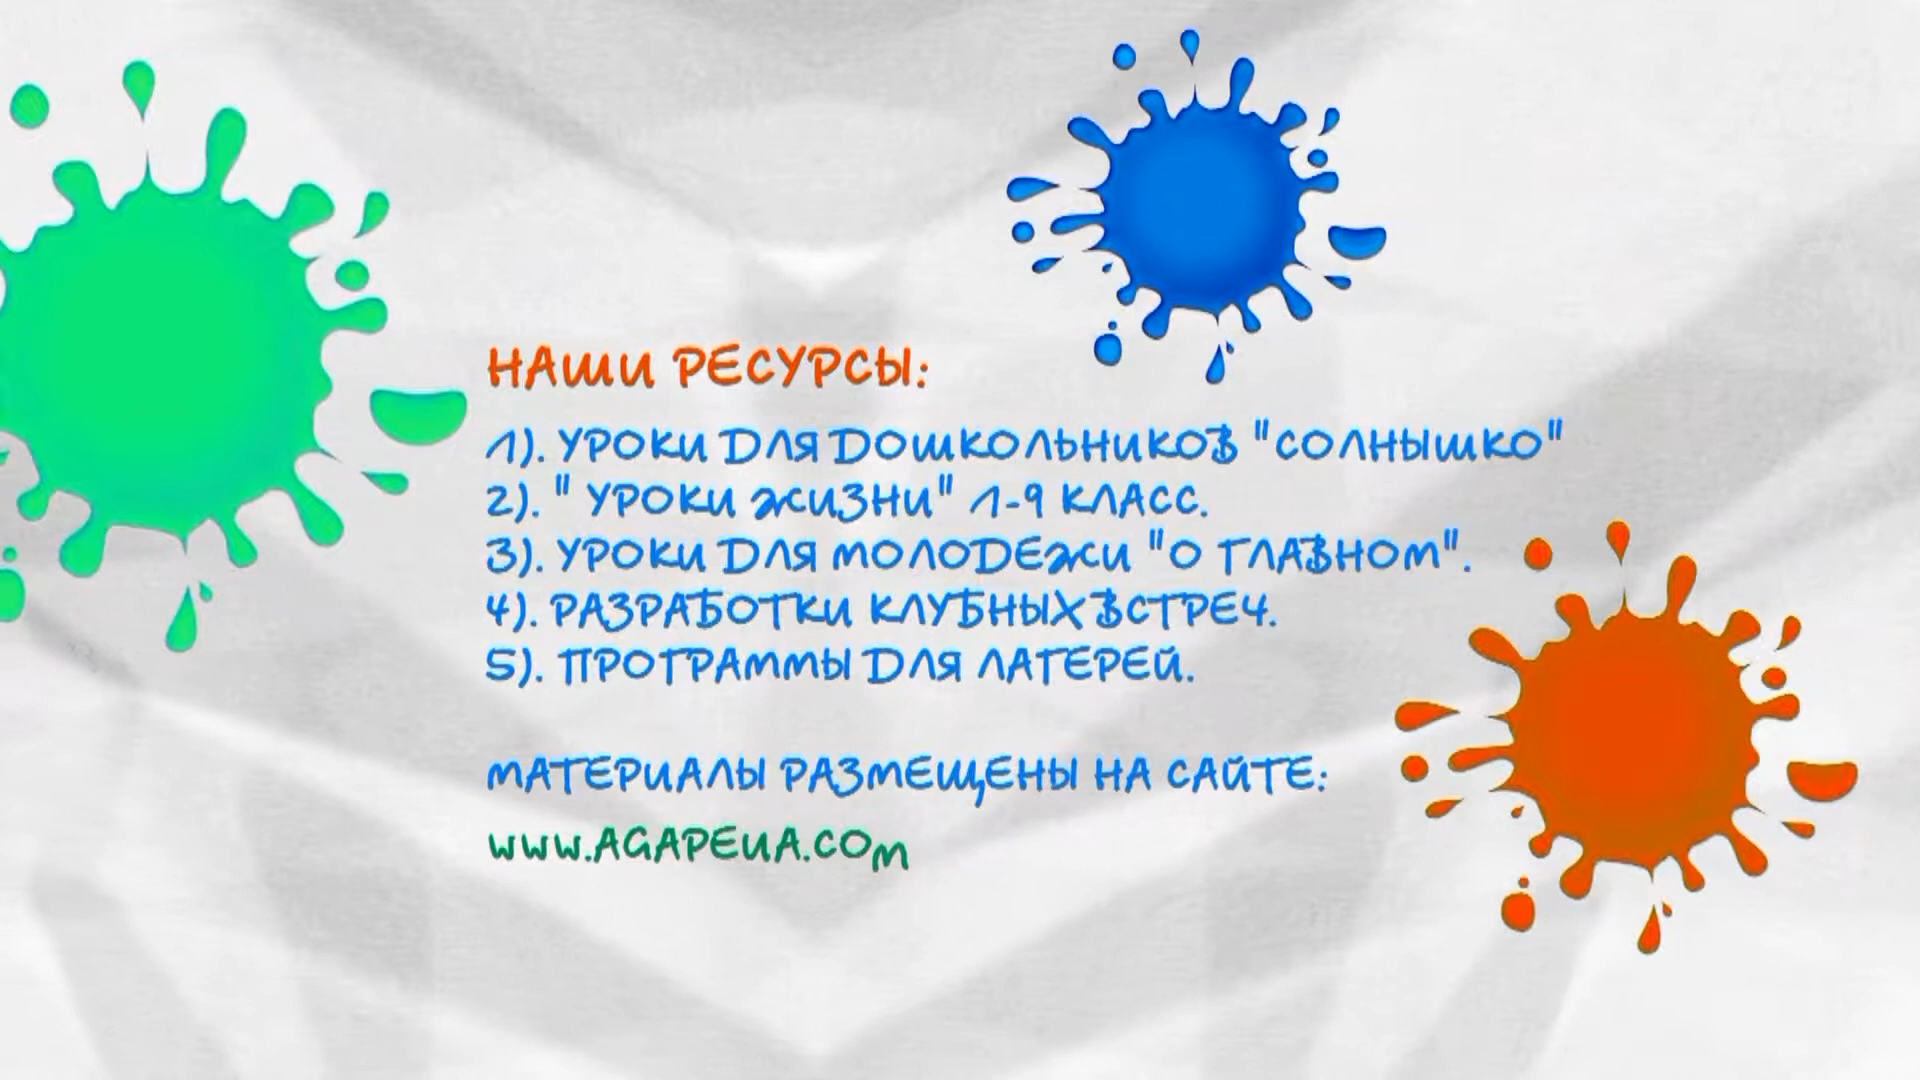 НАШИ РЕСУРСЫ:
1). УРОКИ ДЛЯ ДОШКОЛЬНИКОВ "СОЛНЫШКО"
2). " УРОКИ ЖИЗНИ" 1-9 КЛАСС.
3). УРОКИ ДЛЯ МОЛОДЕЖИ "О ГЛАВНОМ".
4). РАЗРАБОТКИ КЛУБНЫХ ВСТРЕЧ.
5). ПРОГРАММЫ ДЛЯ ЛАГЕРЕЙ.
МАТЕРИАЛЫ РАЗМЕЩЕНЫ НА САЙТЕ:
WWW.AGAPEUA.COM